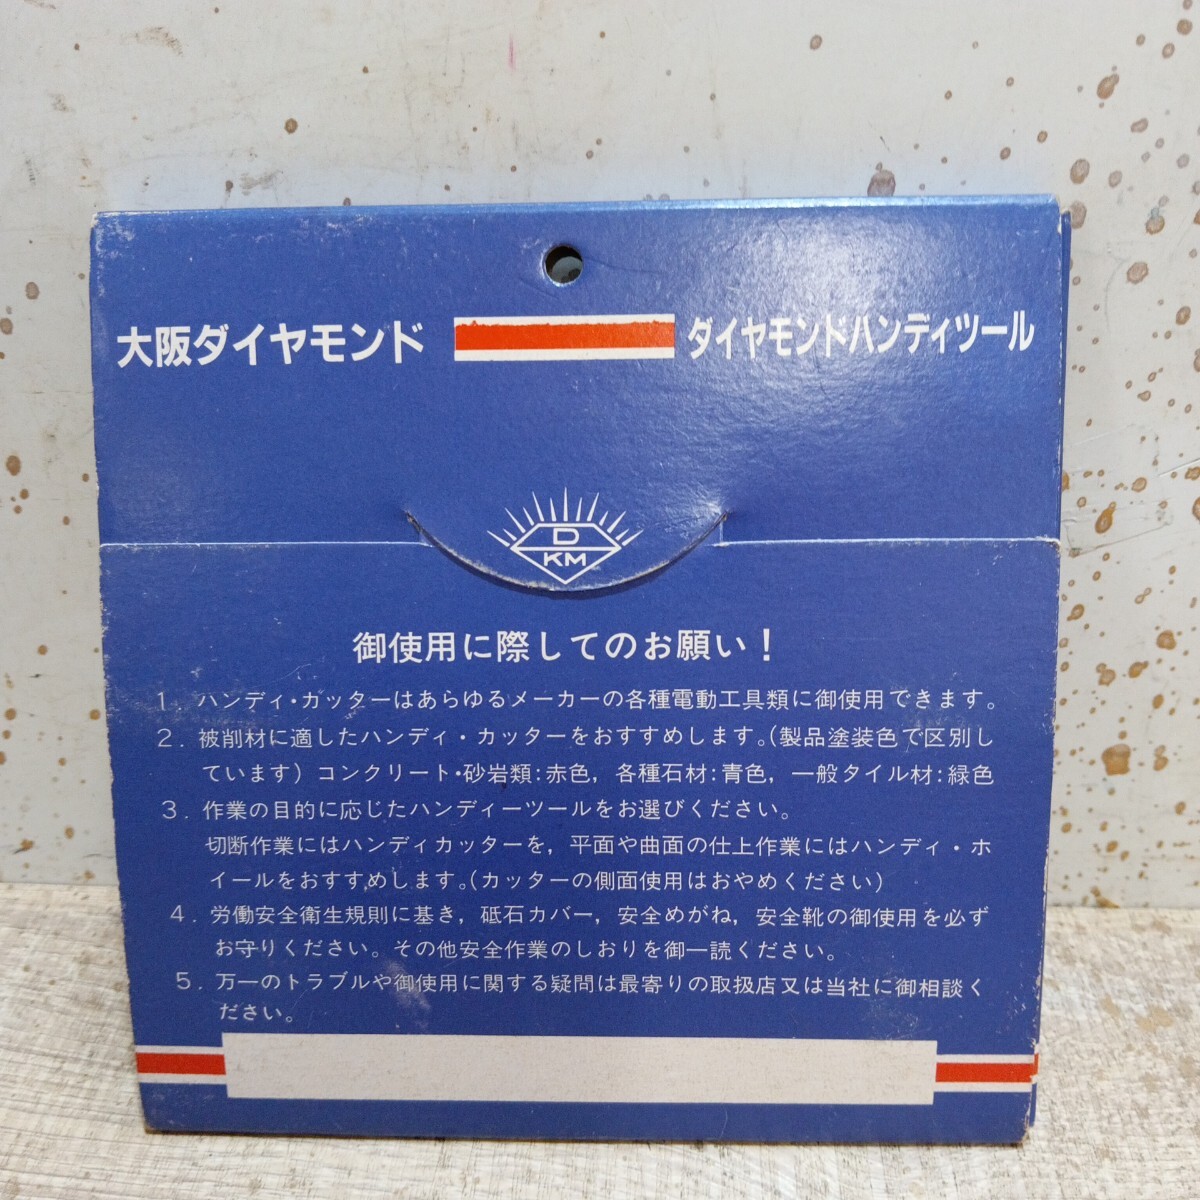 大阪ダイヤモンド ダイヤモンドハンディツール
D
KM
御使用に際してのお願い！
1．ハンディ・カッターはあらゆるメーカーの各種電動工具類に御使用できます。
2．被削材に適したハンディ・カッターをおすすめします。（製品塗装色で区別し
ています）コンクリート・砂岩類：赤色，各種石材：青色，一般タイル材：緑色
3．作業の目的に応じたハンディーツールをお選びください。
切断作業にはハンディカッターを，平面や曲面の仕上作業にはハンディ・ホ
イールをおすすめします。（カッターの側面使用はおやめください）
4．労働安全衛生規則に基き，砥石カバー，安全めがね，安全靴の御使用を必ず
お守りください。その他安全作業のしおりを御一読ください。
5．万一のトラブルや御使用に関する疑問は最寄りの取扱店又は当社に御相談く
ださい。